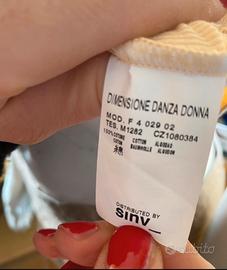 DIMENSIONE DANZA DONNA
MOD. F 4 029 02
TES. M1282 CZ1080384
100% COTONE ALGODAO
COTTON ALGODON
BAUMWOLLE
DISTRIBUTED BY
SINV
subito